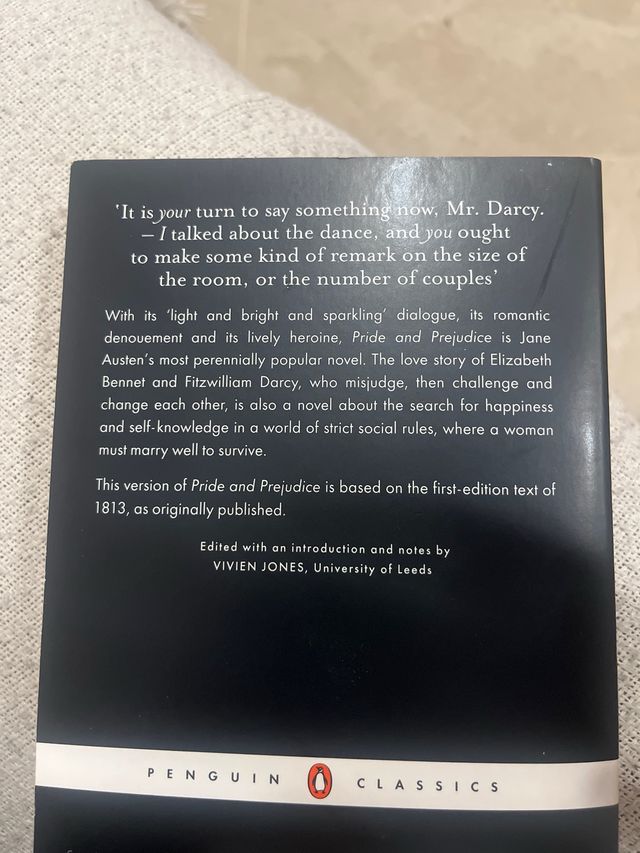 ‘It is your turn to say something now, Mr. Darcy.
– I talked about the dance, and you ought
to make some kind of remark on the size of
the room, or the number of couples’
With its ‘light and bright and sparkling’ dialogue, its romantic
denouement and its lively heroine, Pride and Prejudice is Jane
Austen’s most perennially popular novel. The love story of Elizabeth
Bennet and Fitzwilliam Darcy, who misjudge, then challenge and
change each other, is also a novel about the search for happiness
and self-knowledge in a world of strict social rules, where a woman
must marry well to survive.
This version of Pride and Prejudice is based on the first-edition text of
1813, as originally published.
Edited with an introduction and notes by
VIVIEN JONES, University of Leeds
PENGUIN CLASSICS